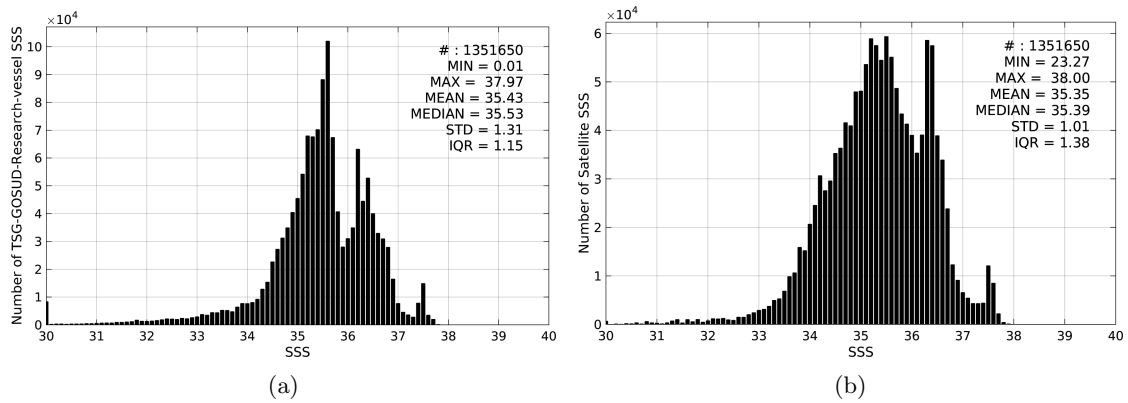 ×10⁴
Number of TSG-GOSUD-Research-vessel SSS
10
9
8
7
6
5
4
3
2
1
0
30 31 32 33 34 35 36 37 38 39 40
SSS
# : 1351650
MIN = 0.01
MAX = 37.97
MEAN = 35.43
MEDIAN = 35.53
STD = 1.31
IQR = 1.15
(a)
×10⁴
Number of Satellite SSS
6
5
4
3
2
1
0
30 31 32 33 34 35 36 37 38 39 40
SSS
# : 1351650
MIN = 23.27
MAX = 38.00
MEAN = 35.35
MEDIAN = 35.39
STD = 1.01
IQR = 1.38
(b)